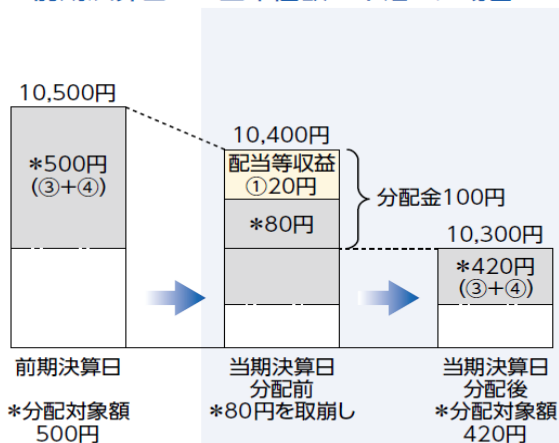 10,500円
*500円
(③+④)
10,400円
配当等収益
①20円
*80円
分配金100円
10,300円
*420円
(③+④)
前期決算日
*分配対象額
500円
当期決算日
分配前
*80円を取崩し
当期決算日
分配後
*分配対象額
420円